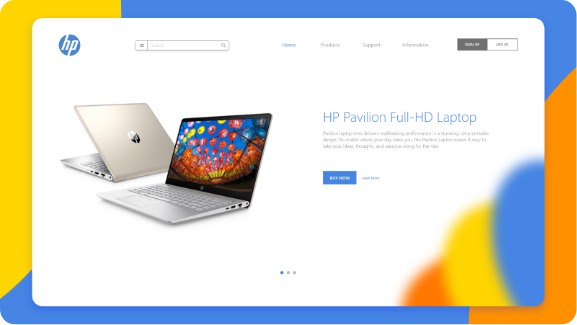 hp
Search
Home
Products
Support
Information
SIGN UP
LOG IN
HP Pavilion Full-HD Laptop
Pavilion laptop mini delivers multitasking performance in a stunning, ultra-portable
design. No matter where your day takes you, the thinnest Laptop makes it easy to
take your ideas, thoughts, and passions along for the ride.
BUY NOW
Learn More